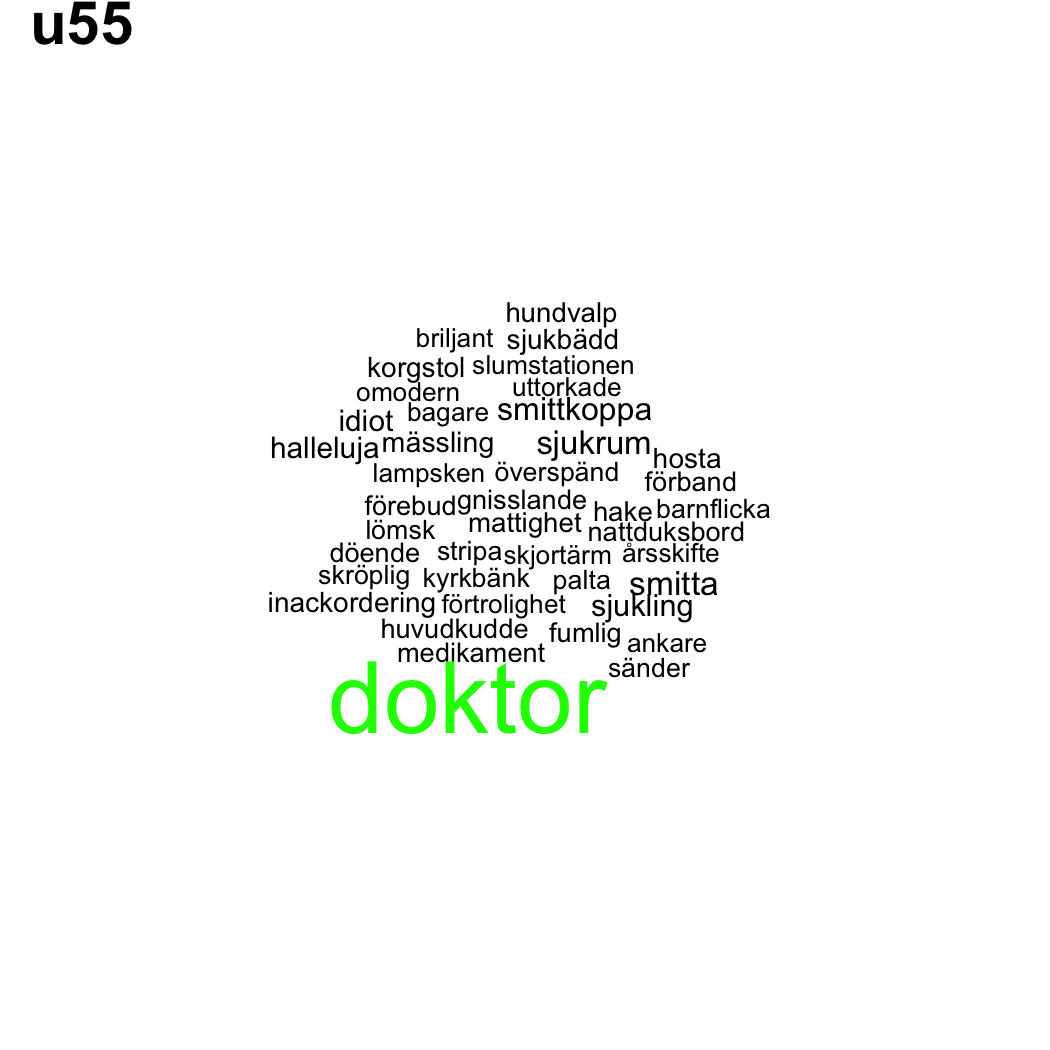 u55
hundvalp
briljant sjukbädd
korgstol slumstationen
omodern uttorkade
idiot bagare smittkoppa
halleluja mässling sjukrum
hosta
lampsken överspänd förband
förebud gnisslande hake barnflicka
lömsk mattighet nattduksbord
döende stripa skjortärm årsskifte
skröplig kyrkbänk palta smitta
inackordering förtrolighet sjukling
huvudkudde fumlig ankare
medikament sänder
doktor